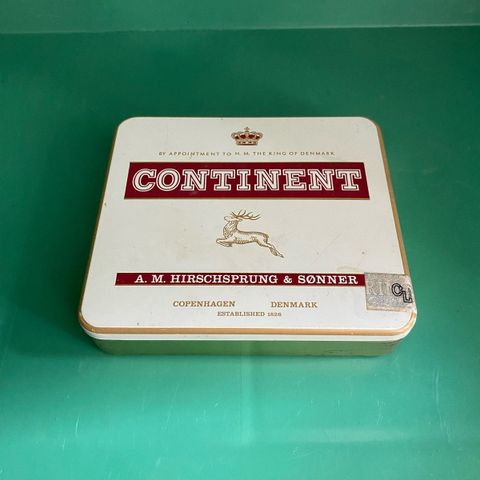 BY APPOINTMENT TO H. M. THE KING OF DENMARK
CONTINENT
A. M. HIRSCHSPRUNG & SØNNER
COPENHAGEN DENMARK
ESTABLISHED 1826